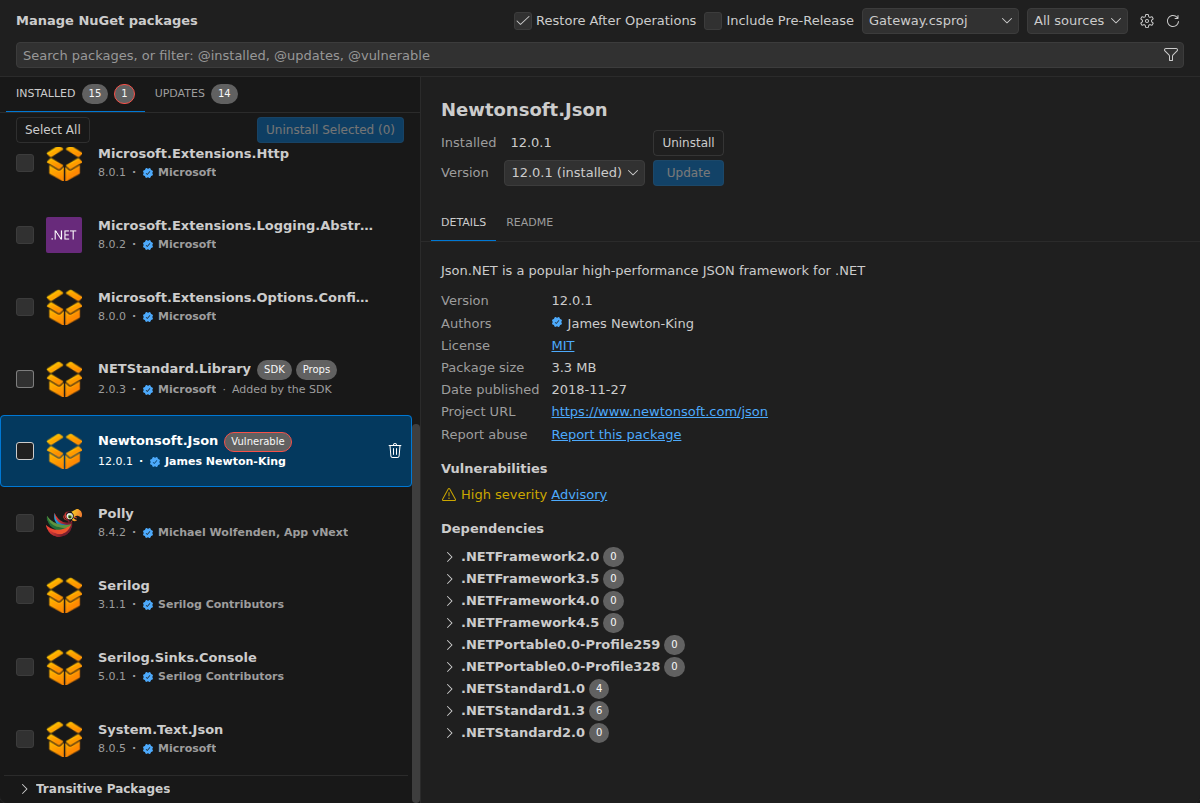 Manage NuGet packages
Restore After Operations
Include Pre-Release
Gateway.csproj
All sources
Search packages, or filter: @installed, @updates, @vulnerable
INSTALLED 15 1 UPDATES 14
Select All
Uninstall Selected (0)
Microsoft.Extensions.Http
8.0.1 · Microsoft
.NET
Microsoft.Extensions.Logging.Abstr…
8.0.2 · Microsoft
Microsoft.Extensions.Options.Confi…
8.0.0 · Microsoft
NETStandard.Library SDK Props
2.0.3 · Microsoft · Added by the SDK
Newtonsoft.Json Vulnerable
12.0.1 · James Newton-King
Polly
8.4.2 · Michael Wolfenden, App vNext
Serilog
3.1.1 · Serilog Contributors
Serilog.Sinks.Console
5.0.1 · Serilog Contributors
System.Text.Json
8.0.5 · Microsoft
Transitive Packages
Newtonsoft.Json
Installed 12.0.1 Uninstall
Version 12.0.1 (installed) Update
DETAILS README
Json.NET is a popular high-performance JSON framework for .NET
Version 12.0.1
Authors James Newton-King
License MIT
Package size 3.3 MB
Date published 2018-11-27
Project URL https://www.newtonsoft.com/json
Report abuse Report this package
Vulnerabilities
High severity Advisory
Dependencies
.NETFramework2.0 0
.NETFramework3.5 0
.NETFramework4.0 0
.NETFramework4.5 0
.NETPortable0.0-Profile259 0
.NETPortable0.0-Profile328 0
.NETStandard1.0 4
.NETStandard1.3 6
.NETStandard2.0 0